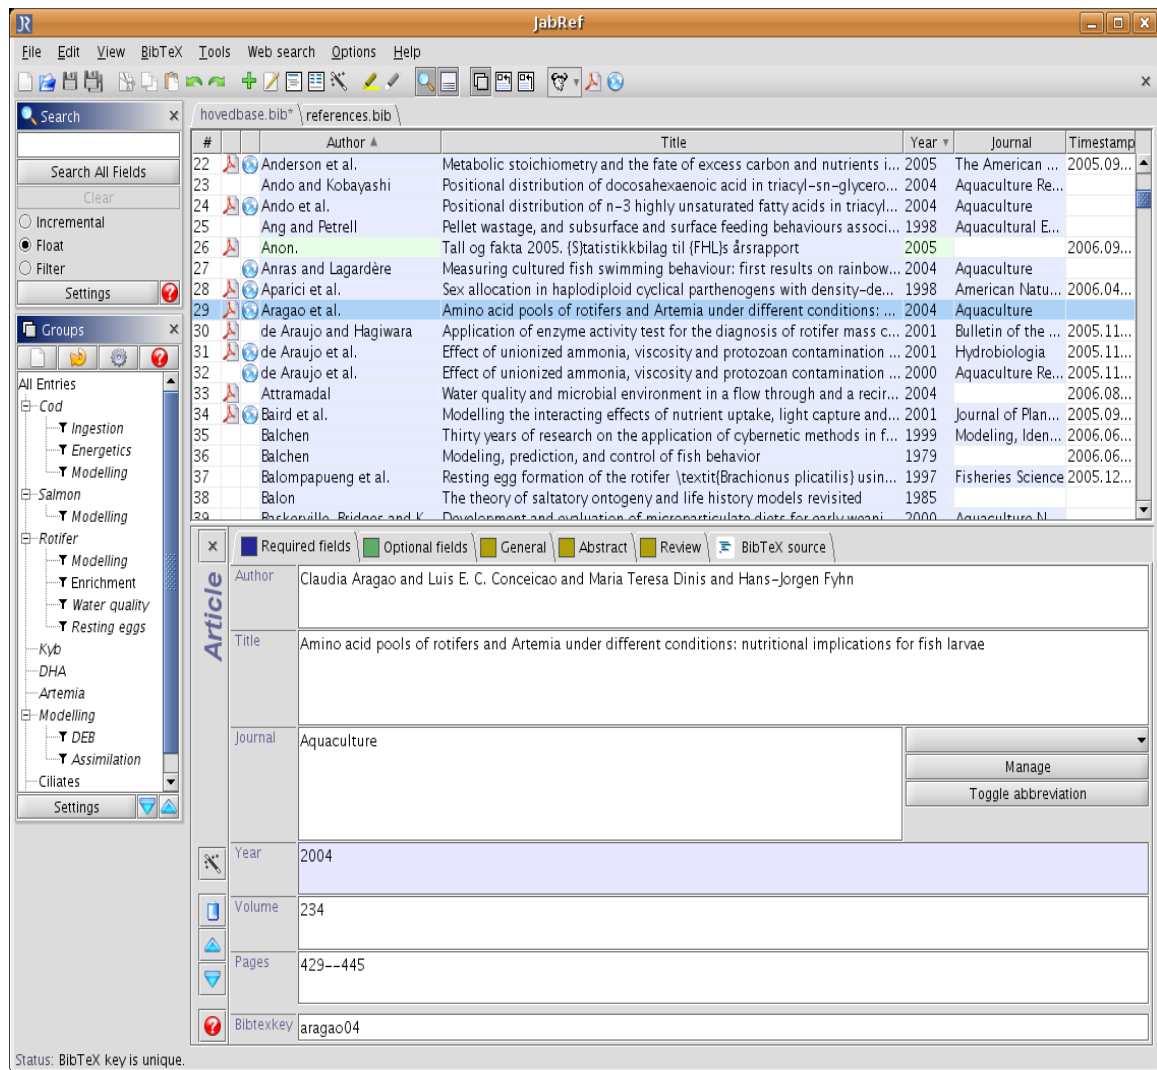 JabRef
File Edit View BibTeX Tools Web search Options Help
Search
Search All Fields
Clear
Incremental
Float
Filter
Settings
Groups
All Entries
Cod
Ingestion
Energetics
Modelling
Salmon
Modelling
Rotifer
Modelling
Enrichment
Water quality
Resting eggs
Kyb
DHA
Artemia
Modelling
DEB
Assimilation
Ciliates
Settings
hovedbase.bib* references.bib
# Author Title Year Journal Timestamp
22 Anderson et al. Metabolic stoichiometry and the fate of excess carbon and nutrients i... 2005 The American ... 2005.09...
23 Ando and Kobayashi Positional distribution of docosahexaenoic acid in triacyl-sn-glycero... 2004 Aquaculture Re...
24 Ando et al. Positional distribution of n-3 highly unsaturated fatty acids in triacyl... 2004 Aquaculture
25 Ang and Petrell Pellet wastage, and subsurface and surface feeding behaviours associ... 1998 Aquacultural E...
26 Anon. Tall og fakta 2005. {S}tatistikkbilag til {FHL}s årsrapport 2005 2006.09...
27 Anras and Lagardère Measuring cultured fish swimming behaviour: first results on rainbow... 2004 Aquaculture
28 Aparici et al. Sex allocation in haplodiploid cyclical parthenogens with density-de... 1998 American Natu... 2006.04...
29 Aragao et al. Amino acid pools of rotifers and Artemia under different conditions: ... 2004 Aquaculture
30 de Araujo and Hagiwara Application of enzyme activity test for the diagnosis of rotifer mass c... 2001 Bulletin of the ... 2005.11...
31 de Araujo et al. Effect of unionized ammonia, viscosity and protozoan contamination ... 2001 Hydrobiologia 2005.11...
32 de Araujo et al. Effect of unionized ammonia, viscosity and protozoan contamination ... 2000 Aquaculture Re... 2005.11...
33 Attramadal Water quality and microbial environment in a flow through and a recir... 2004 2006.08...
34 Baird et al. Modelling the interacting effects of nutrient uptake, light capture and... 2001 Journal of Plan... 2005.09...
35 Balchen Thirty years of research on the application of cybernetic methods in f... 1999 Modeling, Iden... 2006.06...
36 Balchen Modeling, prediction, and control of fish behavior 1979 2006.06...
37 Balompapueng et al. Resting egg formation of the rotifer \textit{Brachionus plicatilis} usin... 1997 Fisheries Science 2005.12...
38 Balon The theory of saltatory ontogeny and life history models revisited 1985
39 Baskerville-Bridges and K... Development and evaluation of microparticulate diets for early weani... 2000 Aquaculture N...
Required fields Optional fields General Abstract Review BibTeX source
Article
Author Claudia Aragao and Luis E. C. Conceicao and Maria Teresa Dinis and Hans-Jorgen Fyhn
Title Amino acid pools of rotifers and Artemia under different conditions: nutritional implications for fish larvae
Journal Aquaculture
Manage
Toggle abbreviation
Year 2004
Volume 234
Pages 429--445
Bibtexkey aragao04
Status: BibTeX key is unique.